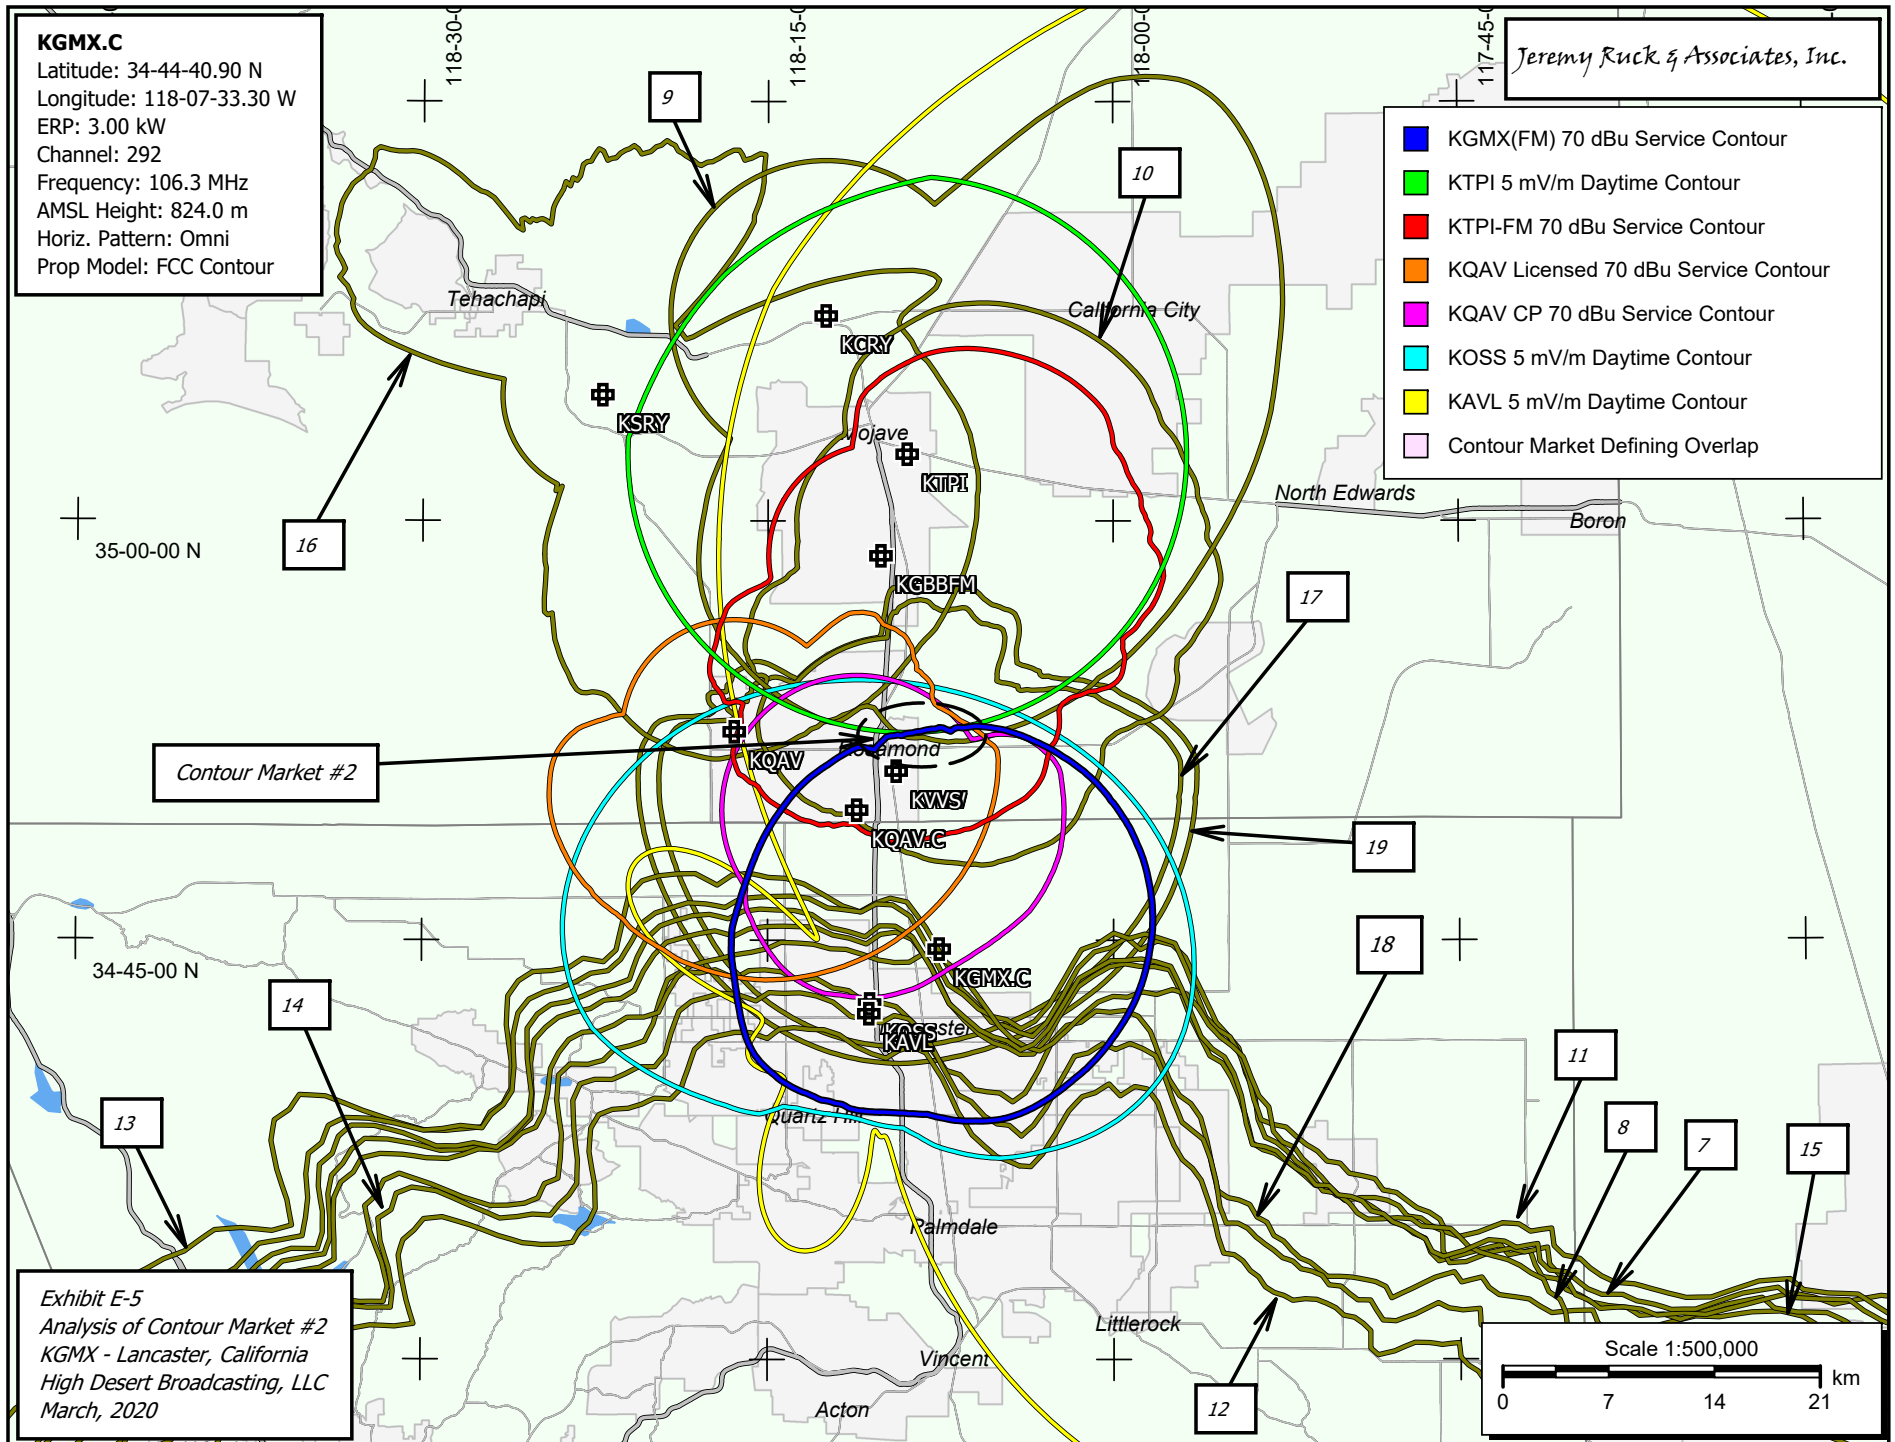 KGMX.C
Latitude: 34-44-40.90 N
Longitude: 118-07-33.30 W
ERP: 3.00 kW
Channel: 292
Frequency: 106.3 MHz
AMSL Height: 824.0 m
Horiz. Pattern: Omni
Prop Model: FCC Contour
Jeremy Ruck & Associates, Inc.
KGMX(FM) 70 dBu Service Contour
KTPI 5 mV/m Daytime Contour
KTPI-FM 70 dBu Service Contour
KQAV Licensed 70 dBu Service Contour
KQAV CP 70 dBu Service Contour
KOSS 5 mV/m Daytime Contour
KAVL 5 mV/m Daytime Contour
Contour Market Defining Overlap
118-30-0
118-15-0
118-00-0
117-45-0
9
10
Tehachapi
California City
KCRY
KSRY
Mojave
KTPI
North Edwards
Boron
16
35-00-00 N
KGBBFM
17
Contour Market #2
KQAV
Rosamond
KVVS
KQAV.C
19
18
34-45-00 N
KGMX.C
14
KOSS
KAVL
11
13
Quartz Hill
8
7
15
Palmdale
Littlerock
Vincent
12
Acton
Exhibit E-5
Analysis of Contour Market #2
KGMX - Lancaster, California
High Desert Broadcasting, LLC
March, 2020
Scale 1:500,000
km
0 7 14 21